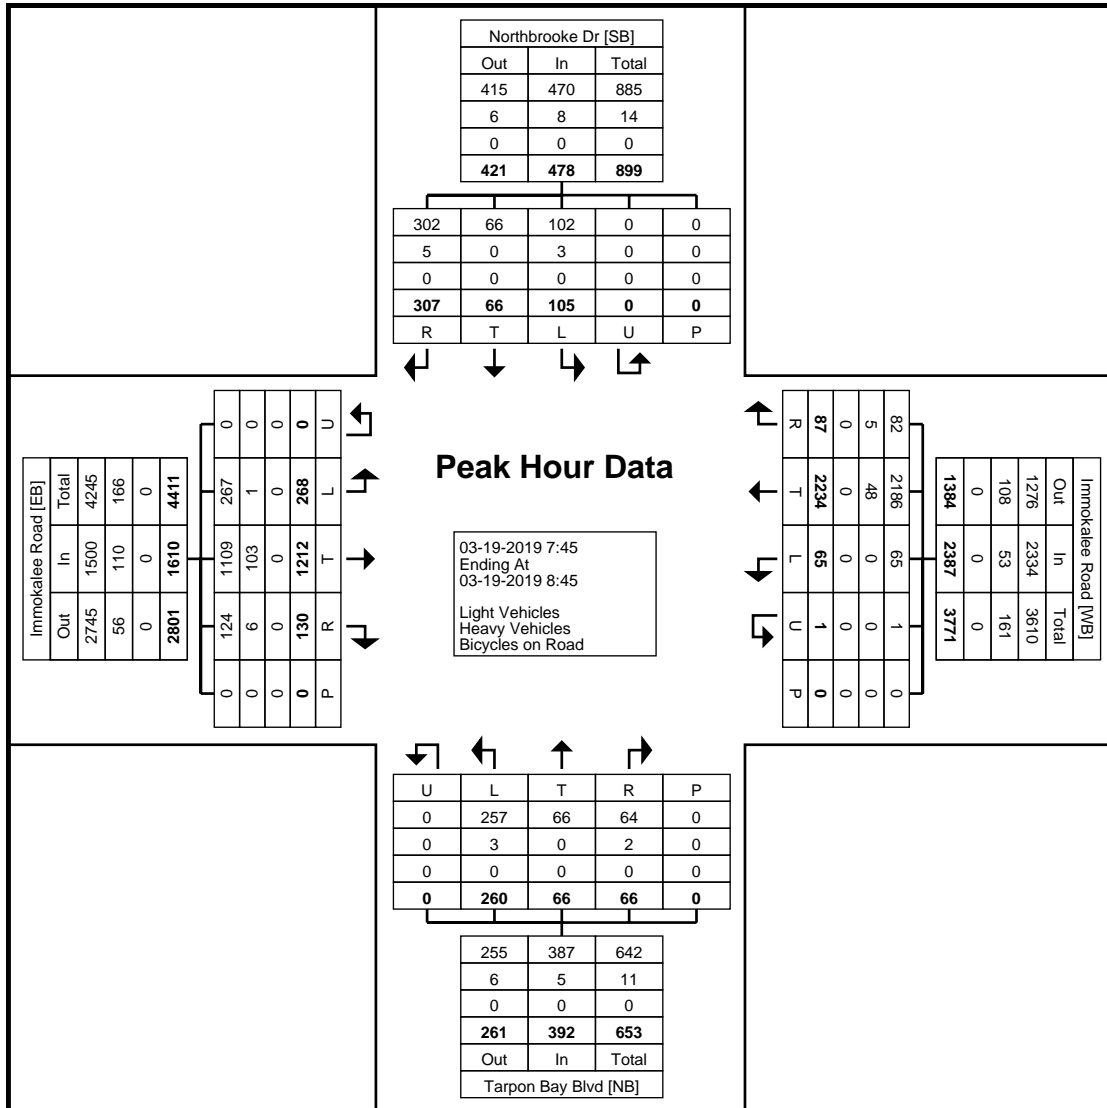 Northbrooke Dr [SB]
Out In Total
415 470 885
6 8 14
0 0 0
421 478 899
302 66 102 0 0
5 0 3 0 0
0 0 0 0 0
307 66 105 0 0
R T L U P
Immokalee Road [EB]
Total In Out
4245 1500 2745
166 110 56
0 0 0
4411 1610 2801
0 267 1109 124 0
0 1 103 6 0
0 0 0 0 0
0 268 1212 130 0
U L T R P
Peak Hour Data
03-19-2019 7:45
Ending At
03-19-2019 8:45
Light Vehicles
Heavy Vehicles
Bicycles on Road
Immokalee Road [WB]
Out In Total
1276 2334 3610
108 53 161
0 0 0
1384 2387 3771
82 2186 65 1 0
5 48 0 0 0
0 0 0 0 0
87 2234 65 1 0
R T L U P
U L T R P
0 257 66 64 0
0 3 0 2 0
0 0 0 0 0
0 260 66 66 0
255 387 642
6 5 11
0 0 0
261 392 653
Out In Total
Tarpon Bay Blvd [NB]